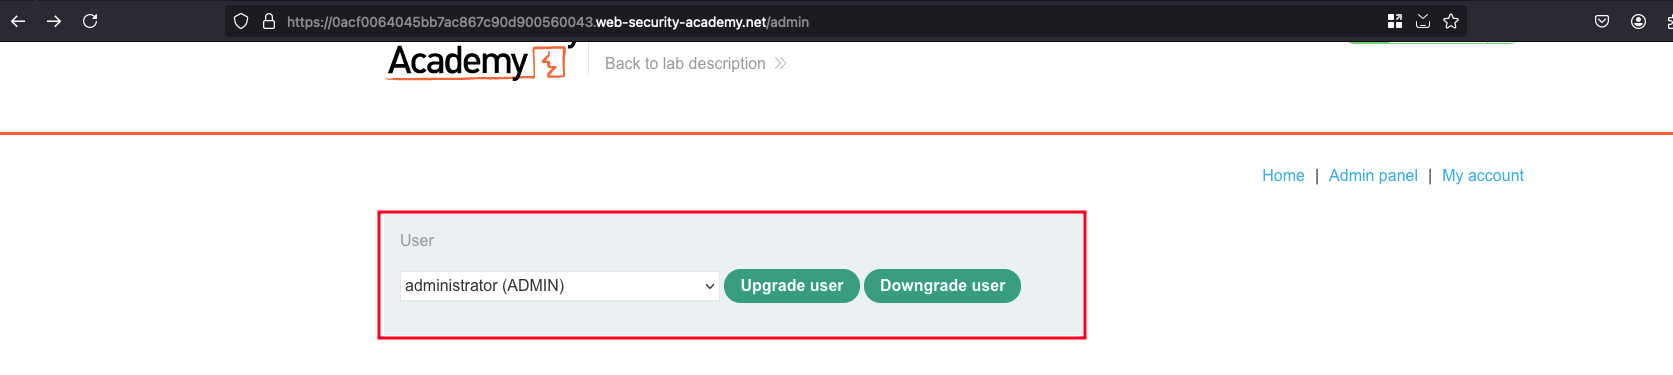 https://0acf0064045bb7ac867c90d900560043.web-security-academy.net/admin
Academy
Back to lab description
Home | Admin panel | My account
User
administrator (ADMIN) Upgrade user Downgrade user